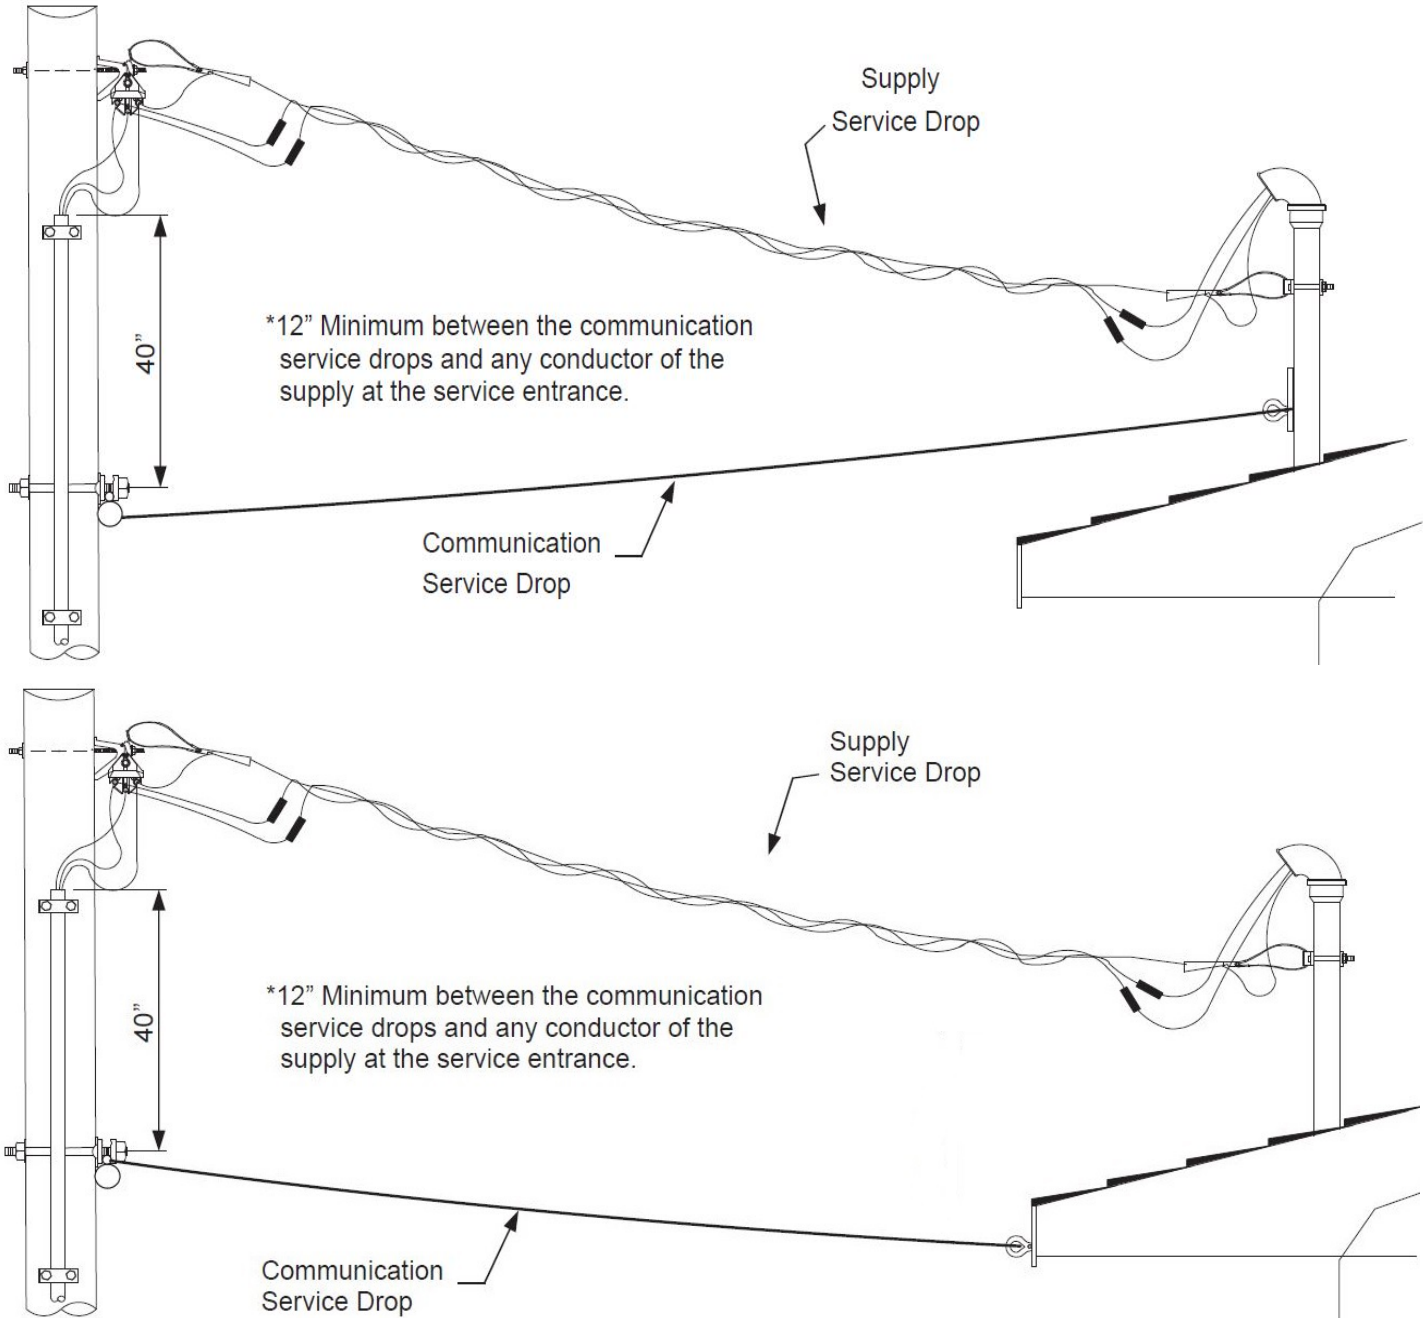 Supply
Service Drop
*12” Minimum between the communication
service drops and any conductor of the
supply at the service entrance.
40”
Communication
Service Drop
Supply
Service Drop
*12” Minimum between the communication
service drops and any conductor of the
supply at the service entrance.
40”
Communication
Service Drop